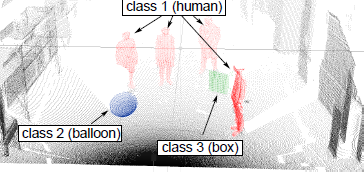 class 1 (human)
class 2 (balloon)
class 3 (box)